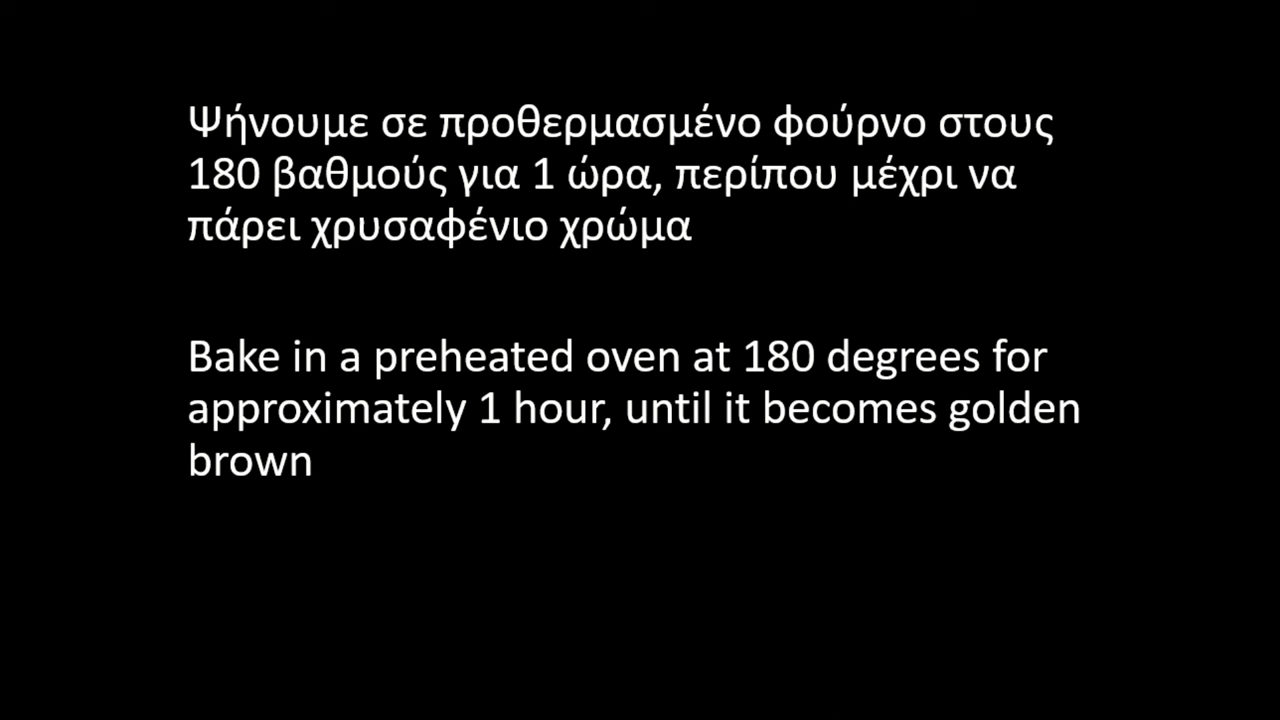 Ψήνουμε σε προθερμασμένο φούρνο στους
180 βαθμούς για 1 ώρα, περίπου μέχρι να
πάρει χρυσαφένιο χρώμα
Bake in a preheated oven at 180 degrees for
approximately 1 hour, until it becomes golden
brown